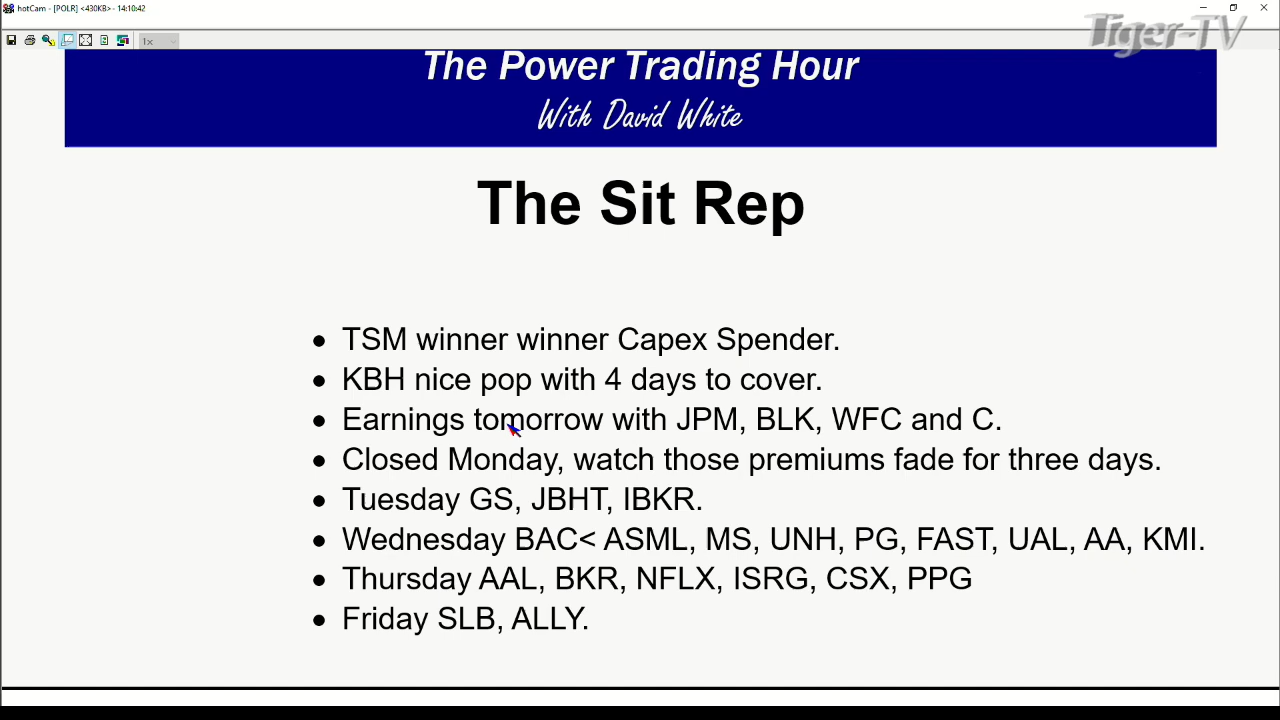 hotCam - [POLR] <430KB> - 14:10:42
Tiger-TV
1x
The Power Trading Hour
With David White
The Sit Rep
• TSM winner winner Capex Spender.
• KBH nice pop with 4 days to cover.
• Earnings tomorrow with JPM, BLK, WFC and C.
• Closed Monday, watch those premiums fade for three days.
• Tuesday GS, JBHT, IBKR.
• Wednesday BAC< ASML, MS, UNH, PG, FAST, UAL, AA, KMI.
• Thursday AAL, BKR, NFLX, ISRG, CSX, PPG
• Friday SLB, ALLY.